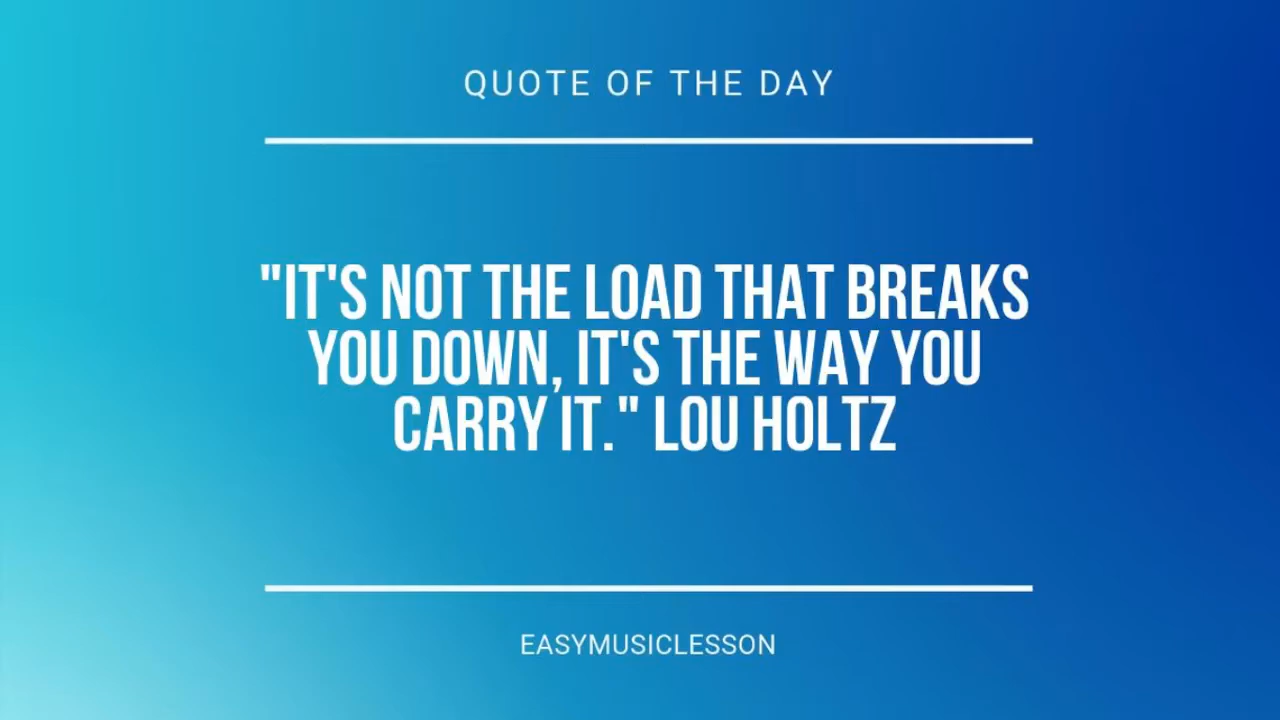 QUOTE OF THE DAY
"IT'S NOT THE LOAD THAT BREAKS
YOU DOWN, IT'S THE WAY YOU
CARRY IT." LOU HOLTZ
EASYMUSICLESSON